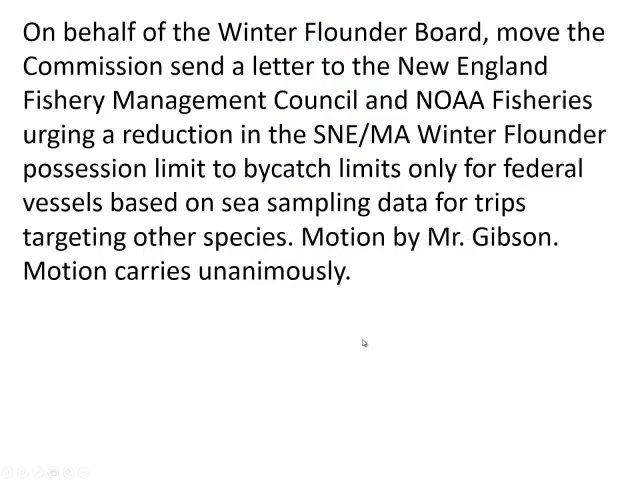 On behalf of the Winter Flounder Board, move the
Commission send a letter to the New England
Fishery Management Council and NOAA Fisheries
urging a reduction in the SNE/MA Winter Flounder
possession limit to bycatch limits only for federal
vessels based on sea sampling data for trips
targeting other species. Motion by Mr. Gibson.
Motion carries unanimously.